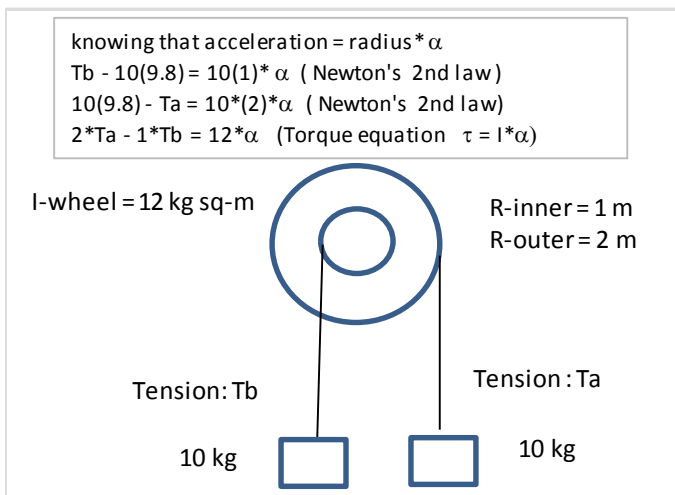 knowing that acceleration = radius* α
Tb - 10(9.8) = 10(1)* α ( Newton's 2nd law)
10(9.8) - Ta = 10*(2)*α ( Newton's 2nd law)
2*Ta - 1*Tb = 12*α (Torque equation τ = I*α)
I-wheel = 12 kg sq-m
R-inner = 1 m
R-outer = 2 m
Tension: Tb
Tension : Ta
10 kg
10 kg